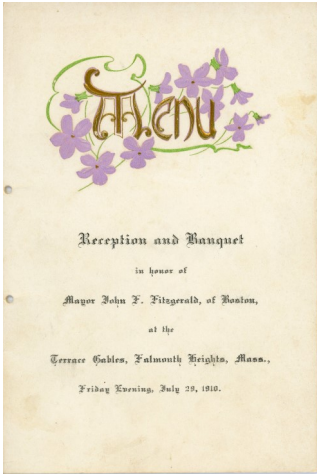 Menu
Reception and Banquet
in honor of
Mayor John F. Fitzgerald, of Boston,
at the
Terrace Gables, Falmouth Heights, Mass.,
Friday Evening, July 29, 1910.